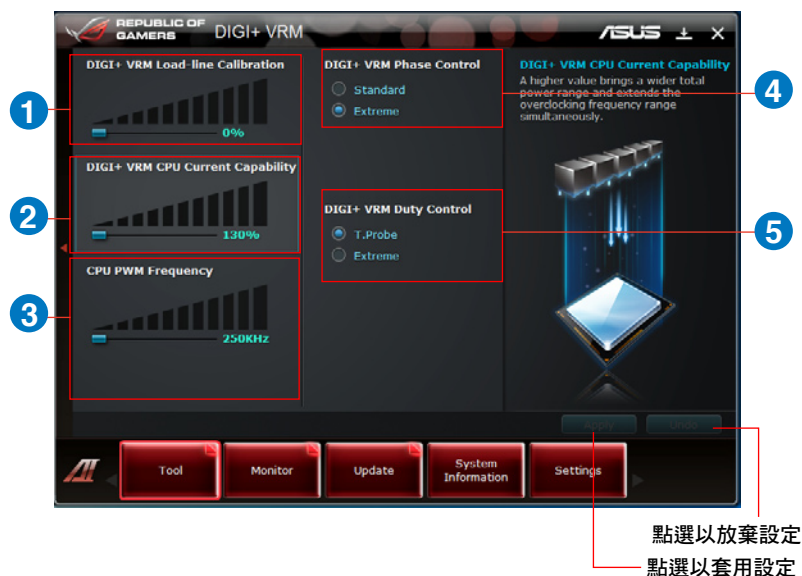 REPUBLIC OF
GAMERS
DIGI+ VRM
ASUS
DIGI+ VRM Load-line Calibration
0%
DIGI+ VRM CPU Current Capability
130%
CPU PWM Frequency
250KHz
DIGI+ VRM Phase Control
Standard
Extreme
DIGI+ VRM Duty Control
T.Probe
Extreme
DIGI+ VRM CPU Current Capability
A higher value brings a wider total
power range and extends the
overclocking frequency range
simultaneously.
1
2
3
4
5
Apply
Undo
Tool
Monitor
Update
System
Information
Settings
點選以放棄設定
點選以套用設定